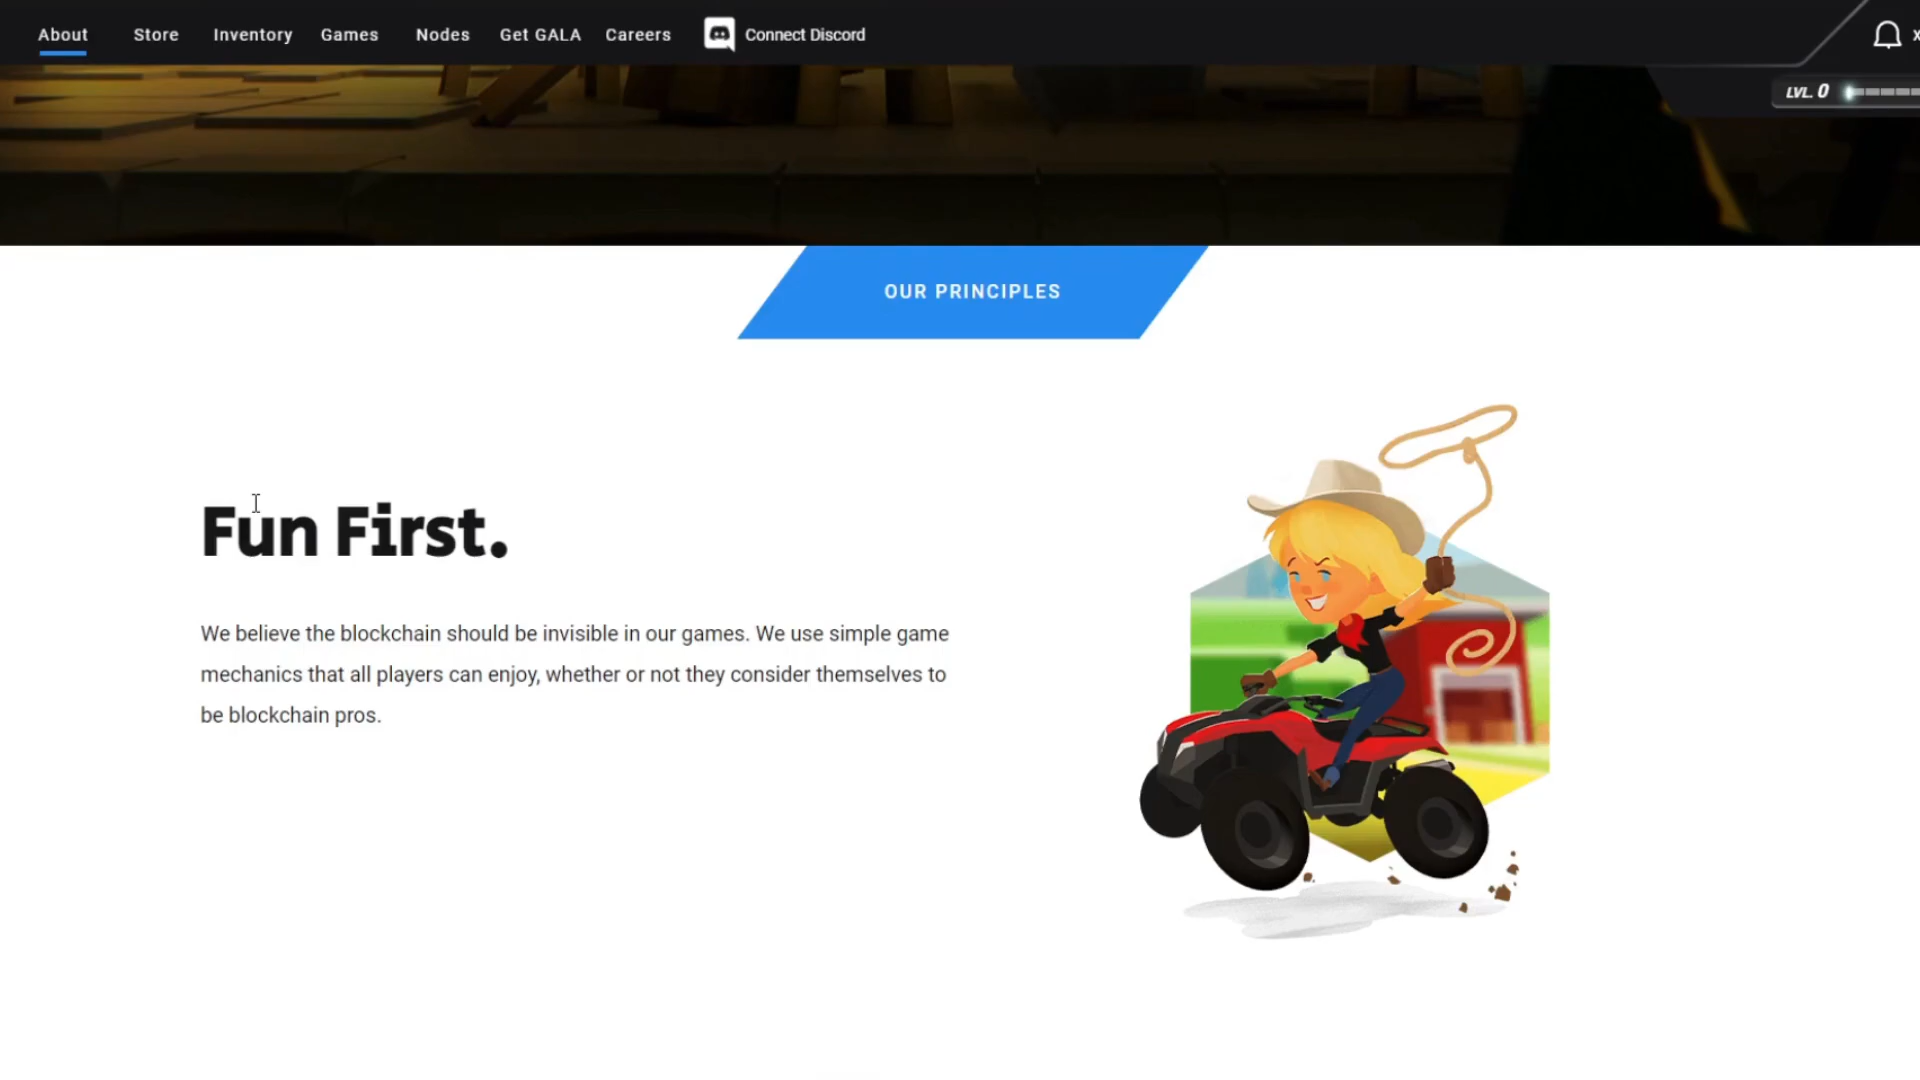 About Store Inventory Games Nodes Get GALA Careers Connect Discord
LVL. 0
OUR PRINCIPLES
Fun First.
We believe the blockchain should be invisible in our games. We use simple game
mechanics that all players can enjoy, whether or not they consider themselves to
be blockchain pros.